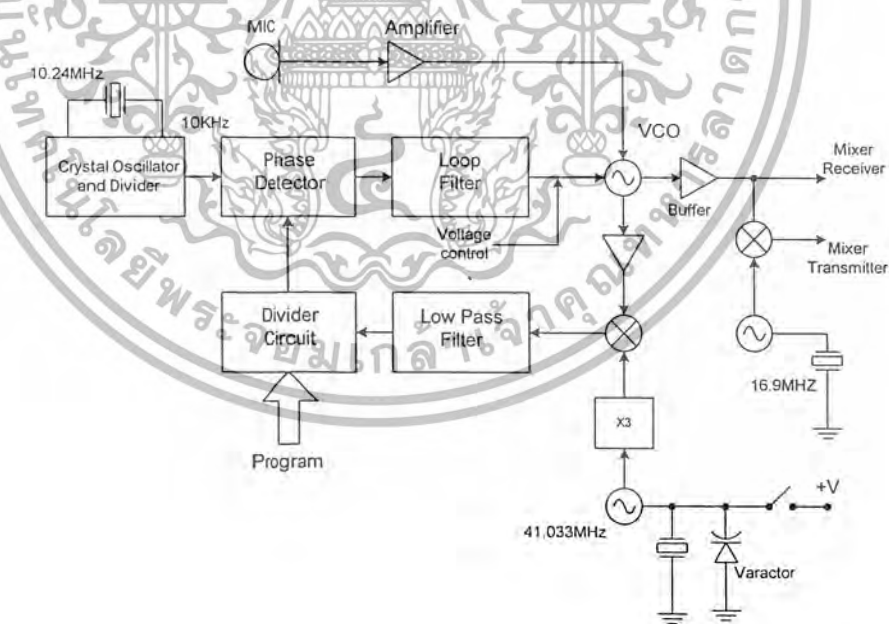 MIC
Amplifier
10.24MHz
10KHz
VCO
Crystal Oscillator
and Divider
Phase
Detector
Loop
Filter
Mixer
Receiver
Buffer
Voltage
control
Mixer
Transmitter
Divider
Circuit
Low Pass
Filter
16.9MHZ
X3
Program
+V
41.033MHz
Varactor